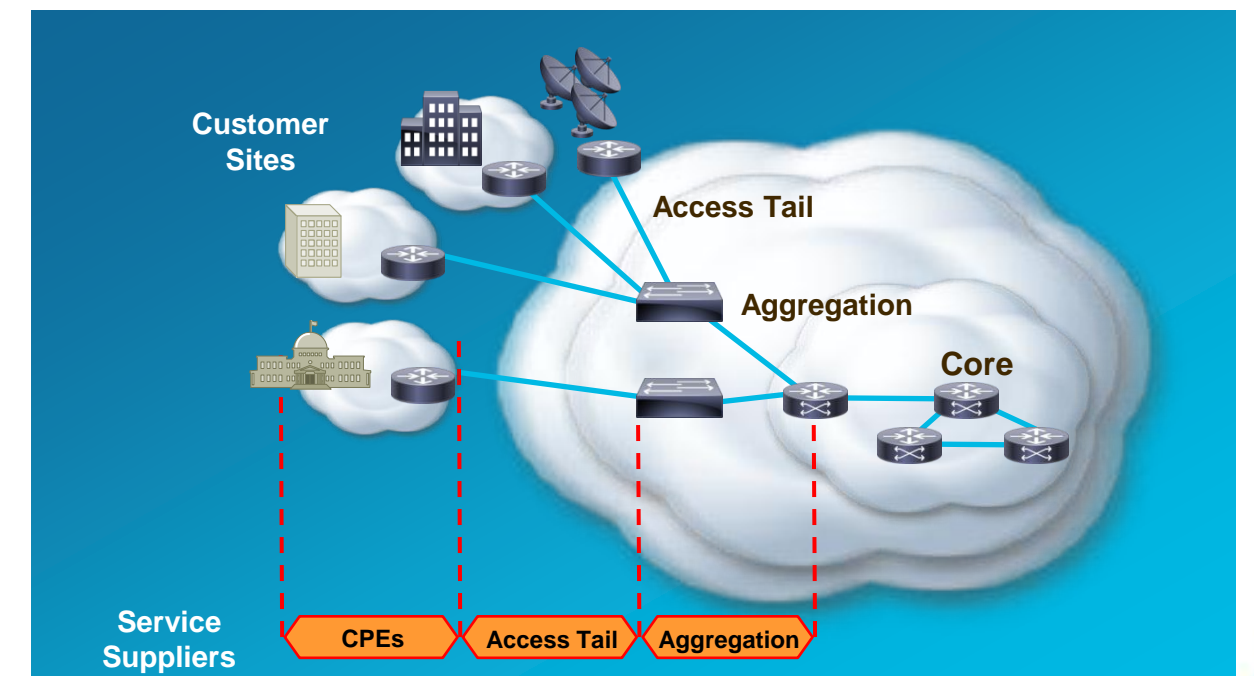 Customer
Sites
Access Tail
Aggregation
Core
Service
Suppliers
CPEs
Access Tail
Aggregation